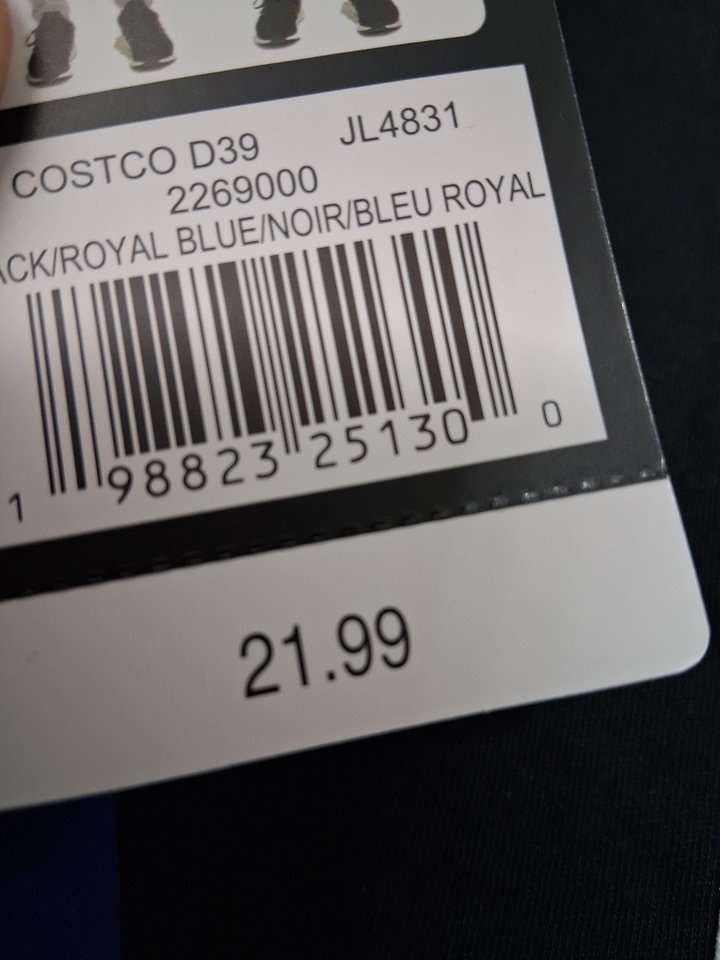 COSTCO D39 JL4831
2269000
ACK/ROYAL BLUE/NOIR/BLEU ROYAL
1 98823 25130 0
21.99